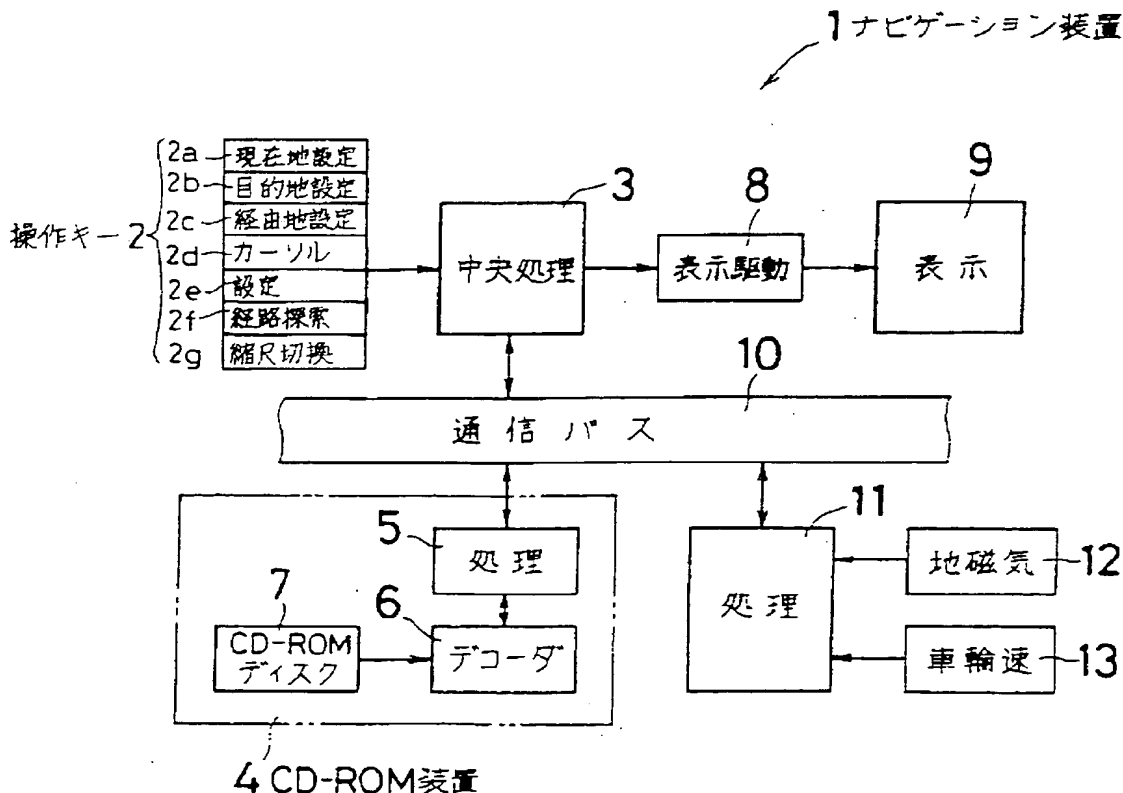 1 ナビゲーション装置
操作キー 2
2a 現在地設定
2b 目的地設定
2c 経由地設定
2d カーソル
2e 設定
2f 経路探索
2g 縮尺切換
3
中央処理
8
表示駆動
9
表示
10
通信バス
5
処理
7
CD-ROM
ディスク
6
デコーダ
4 CD-ROM装置
11
処理
地磁気 12
車輪速 13